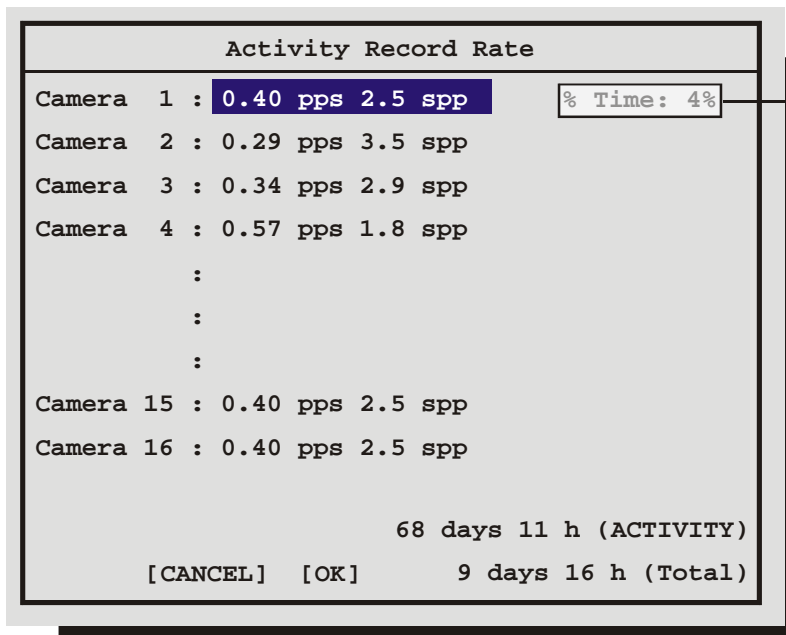 Activity Record Rate
Camera 1 : 0.40 pps 2.5 spp % Time: 4%
Camera 2 : 0.29 pps 3.5 spp
Camera 3 : 0.34 pps 2.9 spp
Camera 4 : 0.57 pps 1.8 spp
:
:
:
Camera 15 : 0.40 pps 2.5 spp
Camera 16 : 0.40 pps 2.5 spp
68 days 11 h (ACTIVITY)
[CANCEL] [OK] 9 days 16 h (Total)